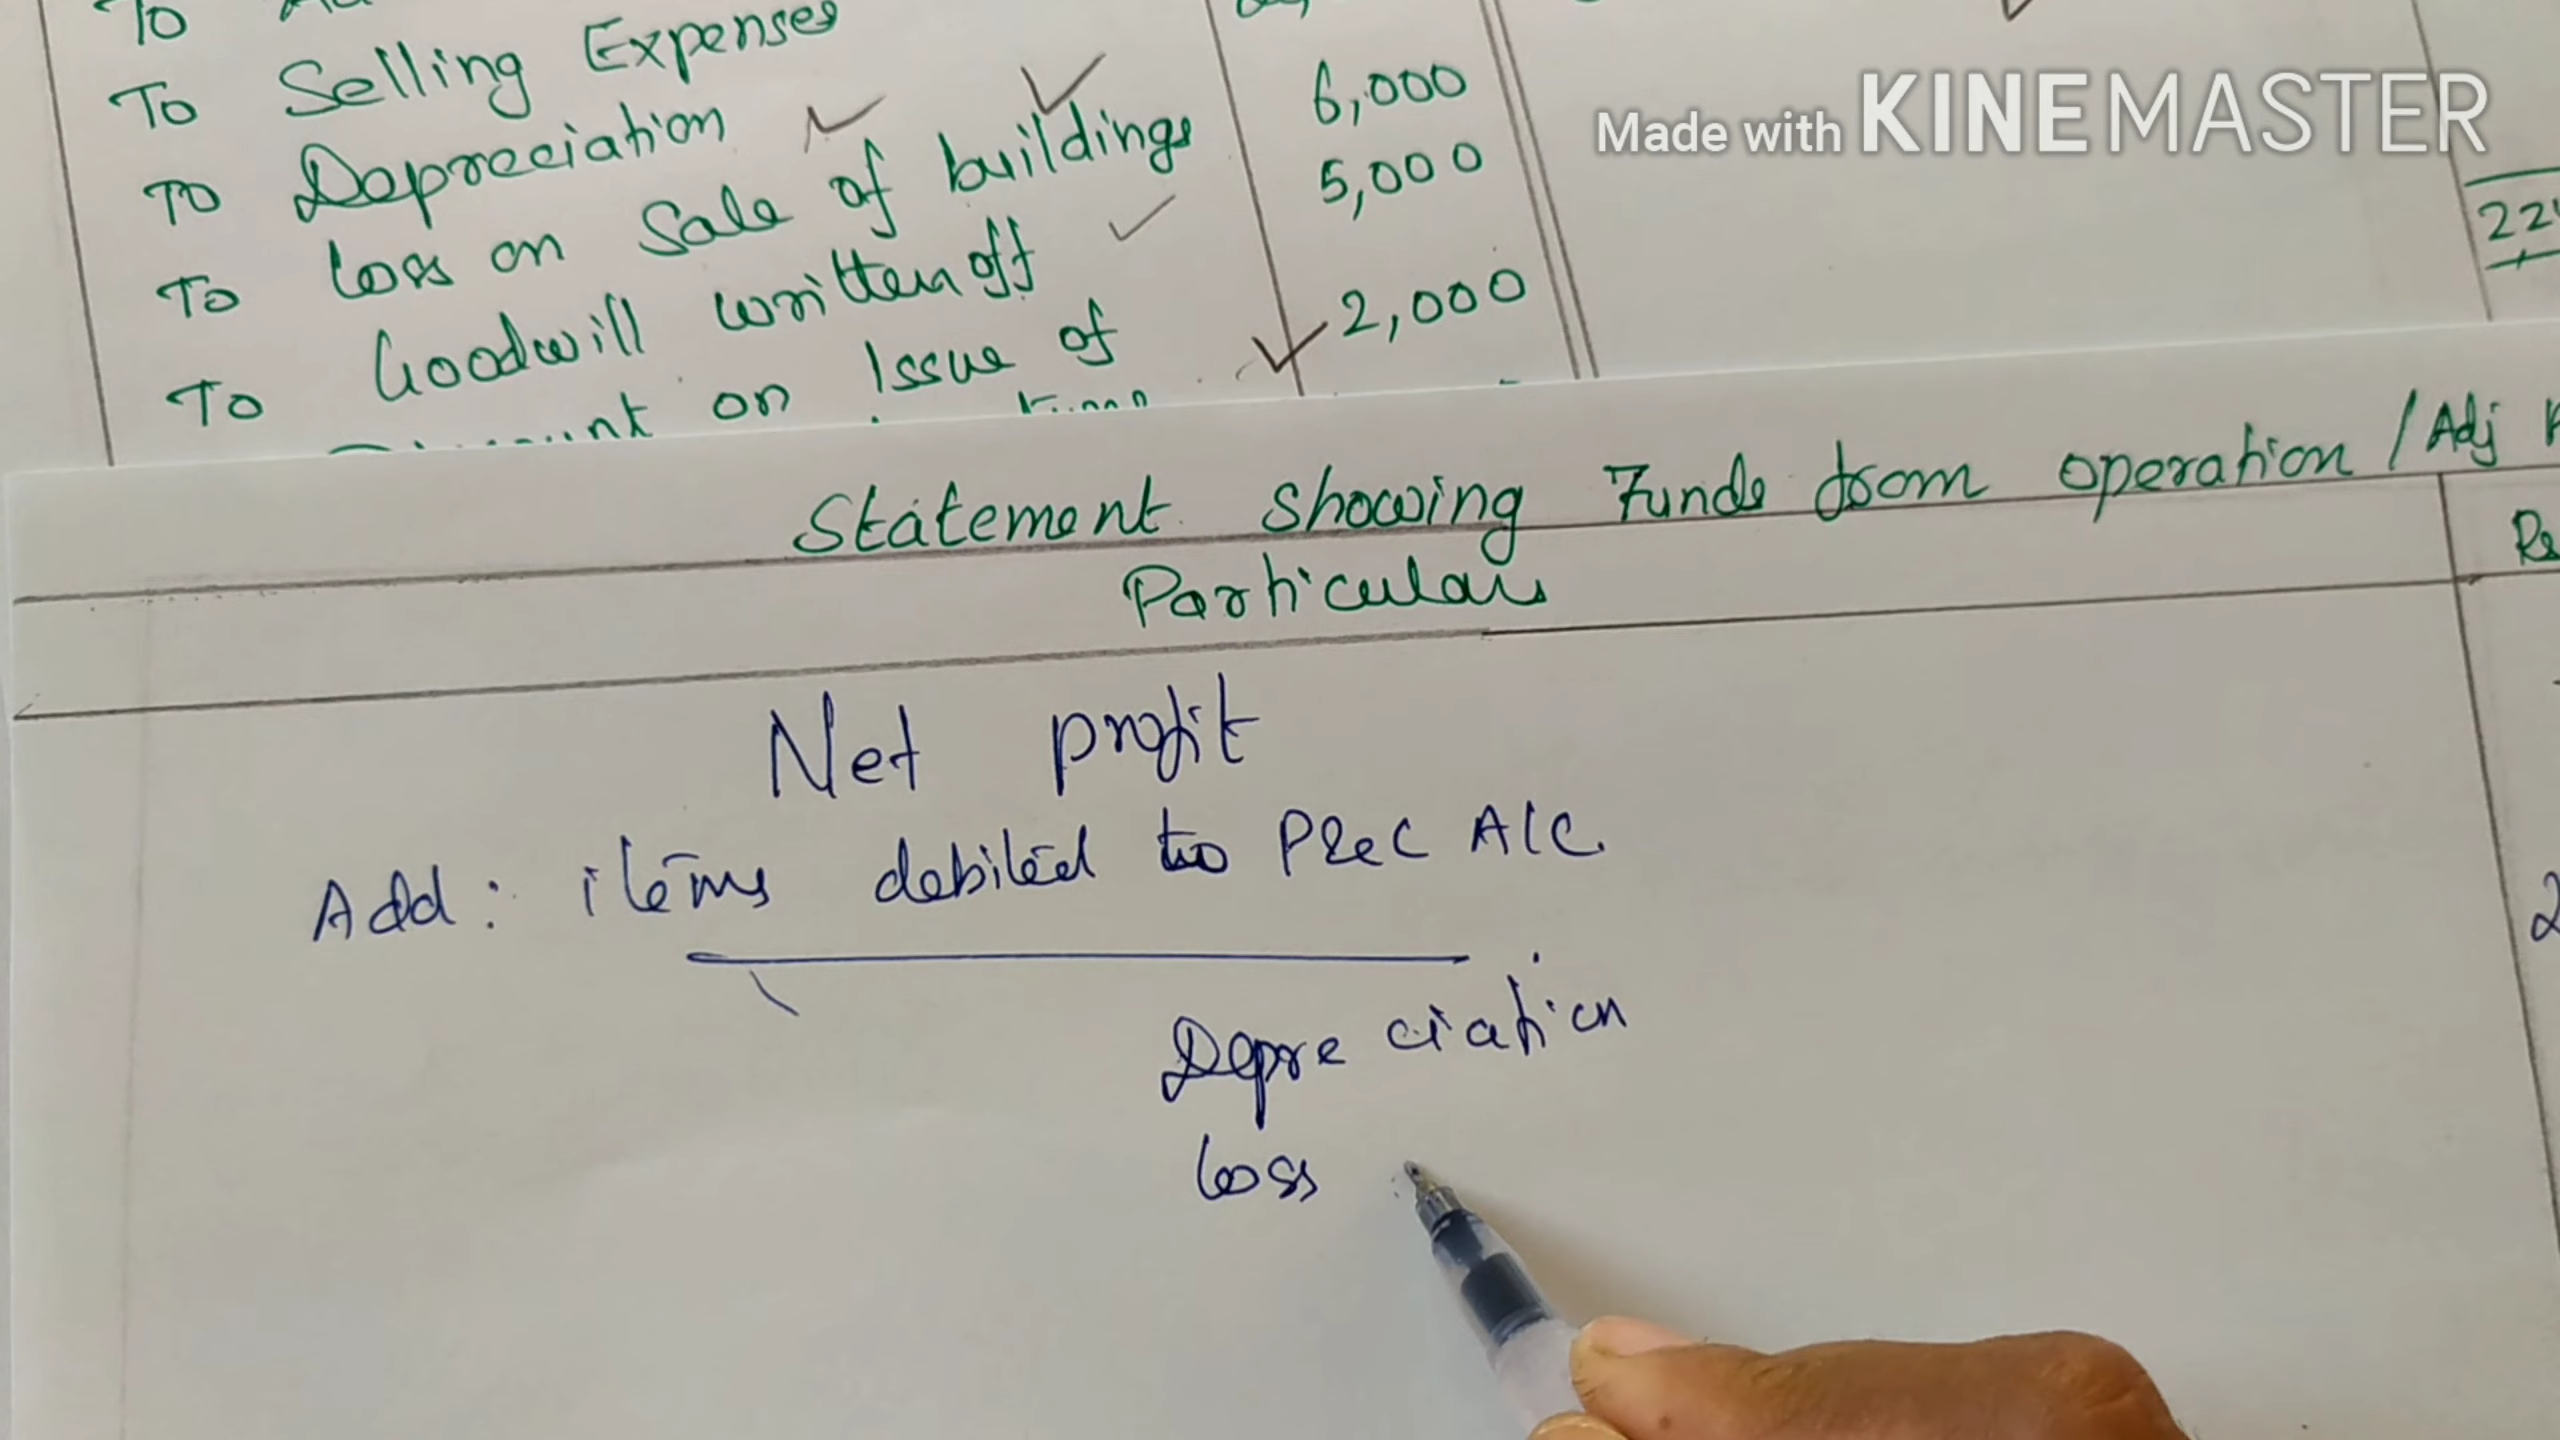 To
To Selling Expenses
To Depreciation 6,000
To loss on Sale of buildings 5,000
To Goodwill written off 2,000
on Issue of
Made with KINEMASTER
Statement showing Funds from operation / Adj
Particulars Rs
Net profit
Add: items debited to P&L A/C
Depreciation
loss